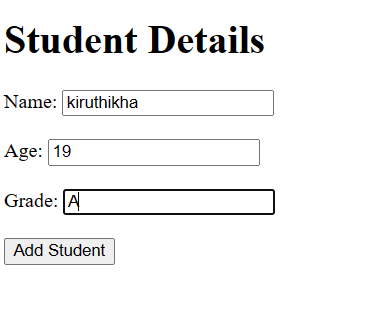 Student Details
Name: kiruthikha
Age: 19
Grade: A
Add Student